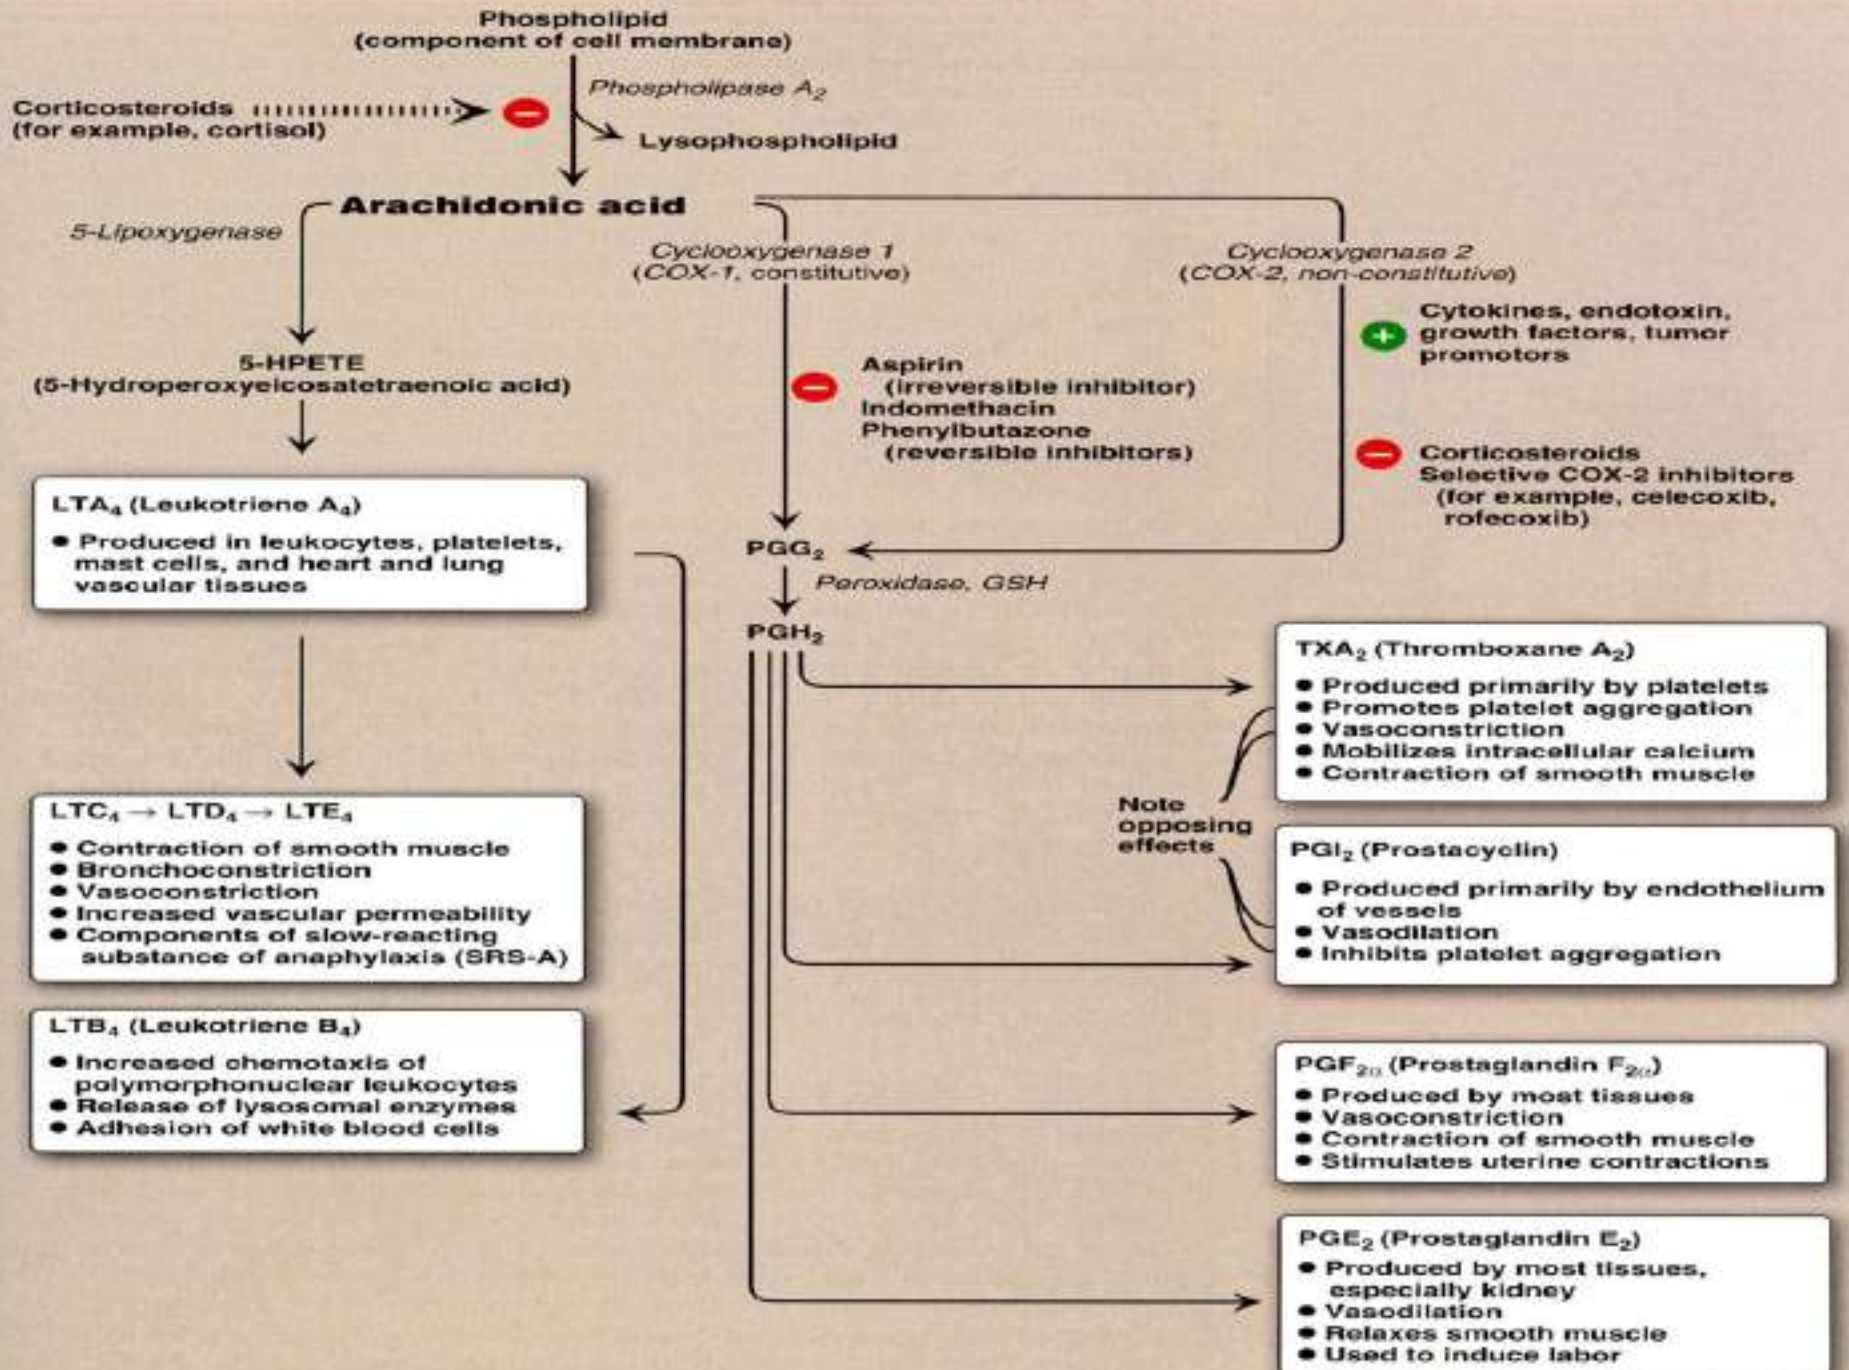 Phospholipid
(component of cell membrane)
Phospholipase A₂
Corticosteroids
(for example, cortisol)
Lysophospholipid
Arachidonic acid
5-Lipoxygenase
Cyclooxygenase 1
(COX-1, constitutive)
Cyclooxygenase 2
(COX-2, non-constitutive)
Cytokines, endotoxin,
growth factors, tumor
promotors
5-HPETE
(5-Hydroperoxyeicosatetraenoic acid)
Aspirin
(irreversible inhibitor)
Indomethacin
Phenylbutazone
(reversible inhibitors)
Corticosteroids
Selective COX-2 inhibitors
(for example, celecoxib,
rofecoxib)
LTA₄ (Leukotriene A₄)
• Produced in leukocytes, platelets,
mast cells, and heart and lung
vascular tissues
PGG₂
Peroxidase, GSH
PGH₂
TXA₂ (Thromboxane A₂)
• Produced primarily by platelets
• Promotes platelet aggregation
• Vasoconstriction
• Mobilizes intracellular calcium
• Contraction of smooth muscle
Note
opposing
effects
LTC₄ → LTD₄ → LTE₄
• Contraction of smooth muscle
• Bronchoconstriction
• Vasoconstriction
• Increased vascular permeability
• Components of slow-reacting
substance of anaphylaxis (SRS-A)
PGI₂ (Prostacyclin)
• Produced primarily by endothelium
of vessels
• Vasodilation
• Inhibits platelet aggregation
LTB₄ (Leukotriene B₄)
• Increased chemotaxis of
polymorphonuclear leukocytes
• Release of lysosomal enzymes
• Adhesion of white blood cells
PGF₂α (Prostaglandin F₂α)
• Produced by most tissues
• Vasoconstriction
• Contraction of smooth muscle
• Stimulates uterine contractions
PGE₂ (Prostaglandin E₂)
• Produced by most tissues,
especially kidney
• Vasodilation
• Relaxes smooth muscle
• Used to induce labor